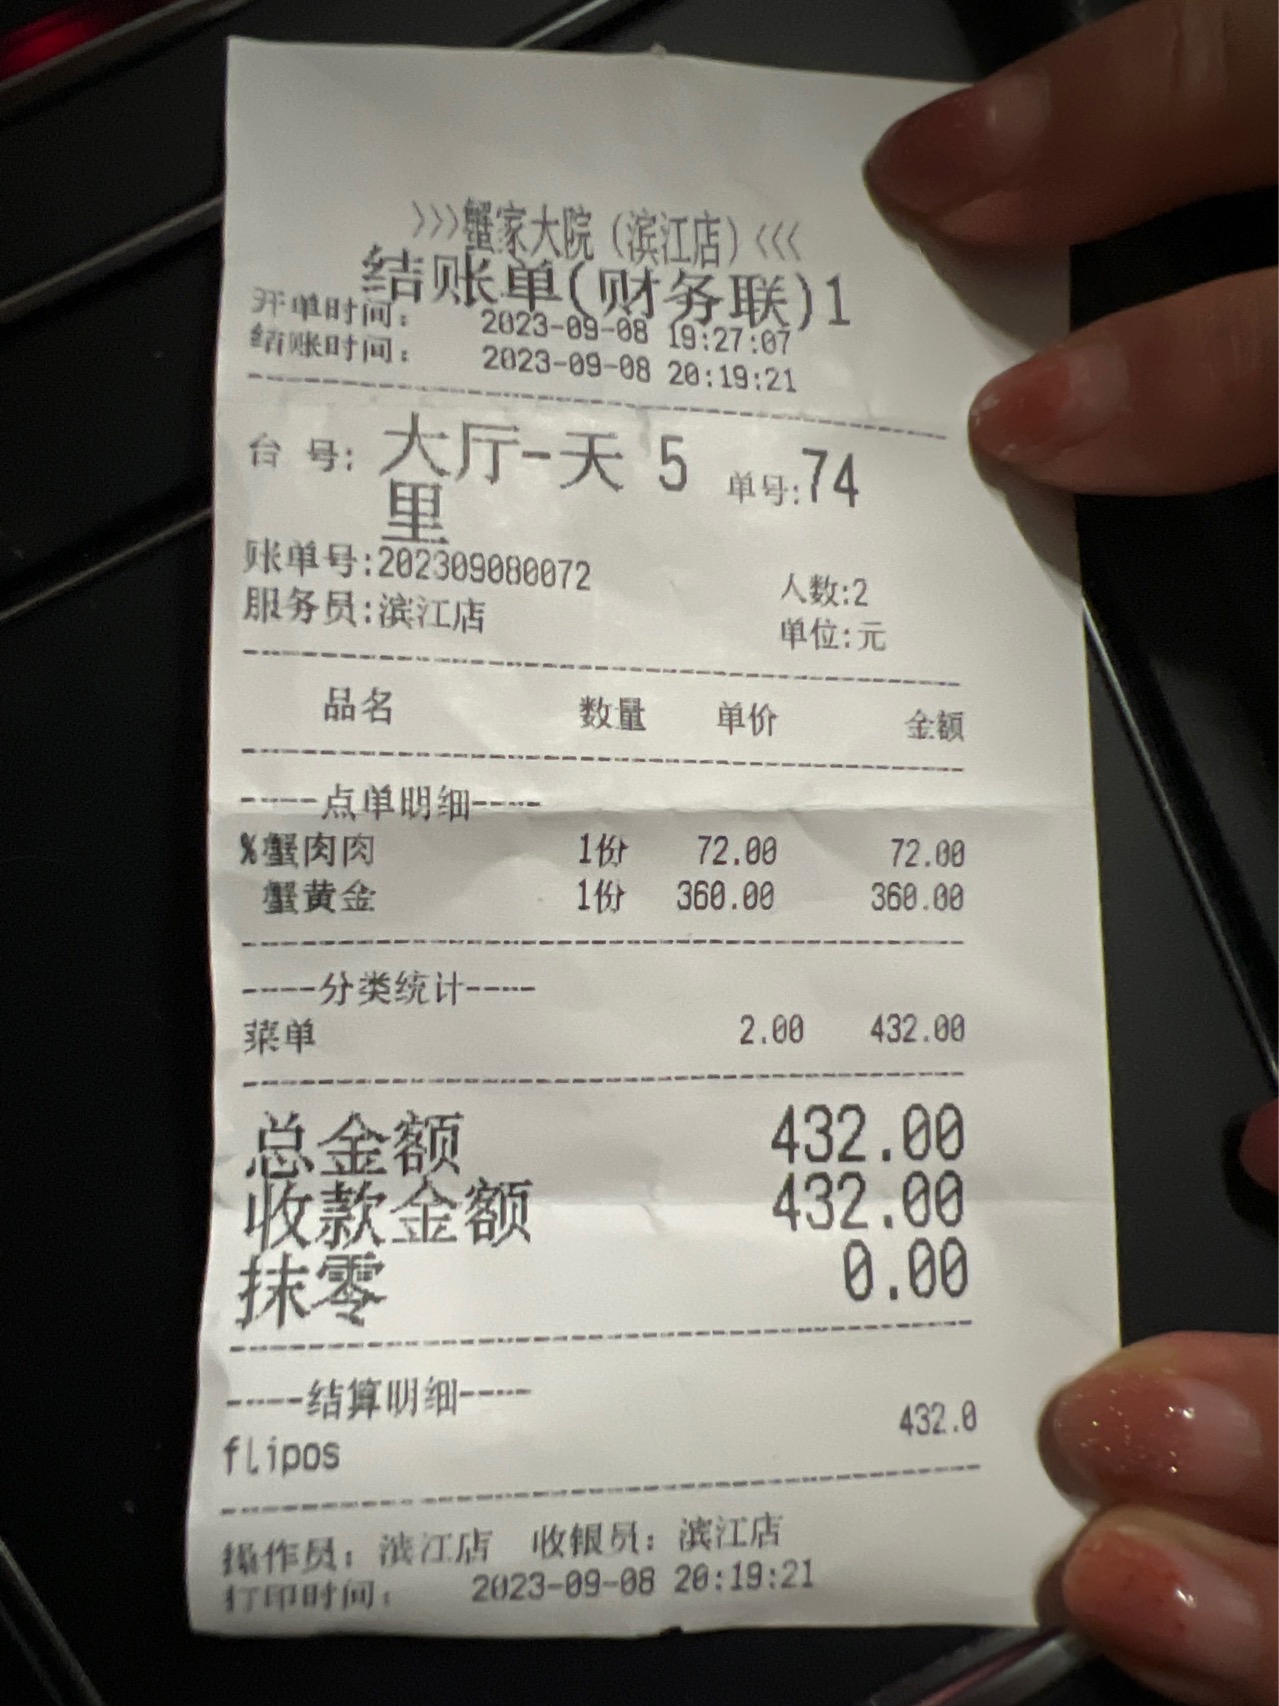 >>>蟹家大院（滨江店）<<<
结账单(财务联)1
开单时间： 2023-09-08 19:27:07
结账时间： 2023-09-08 20:19:21
台 号: 大厅-天 5 单号:74
里
账单号:202309080072 人数:2
服务员:滨江店 单位:元
品名 数量 单价 金额
-----点单明细-----
%蟹肉肉 1份 72.00 72.00
蟹黄金 1份 360.00 360.00
-----分类统计-----
菜单 2.00 432.00
总金额 432.00
收款金额 432.00
抹零 0.00
-----结算明细-----
flipos 432.0
操作员： 滨江店 收银员： 滨江店
打印时间： 2023-09-08 20:19:21